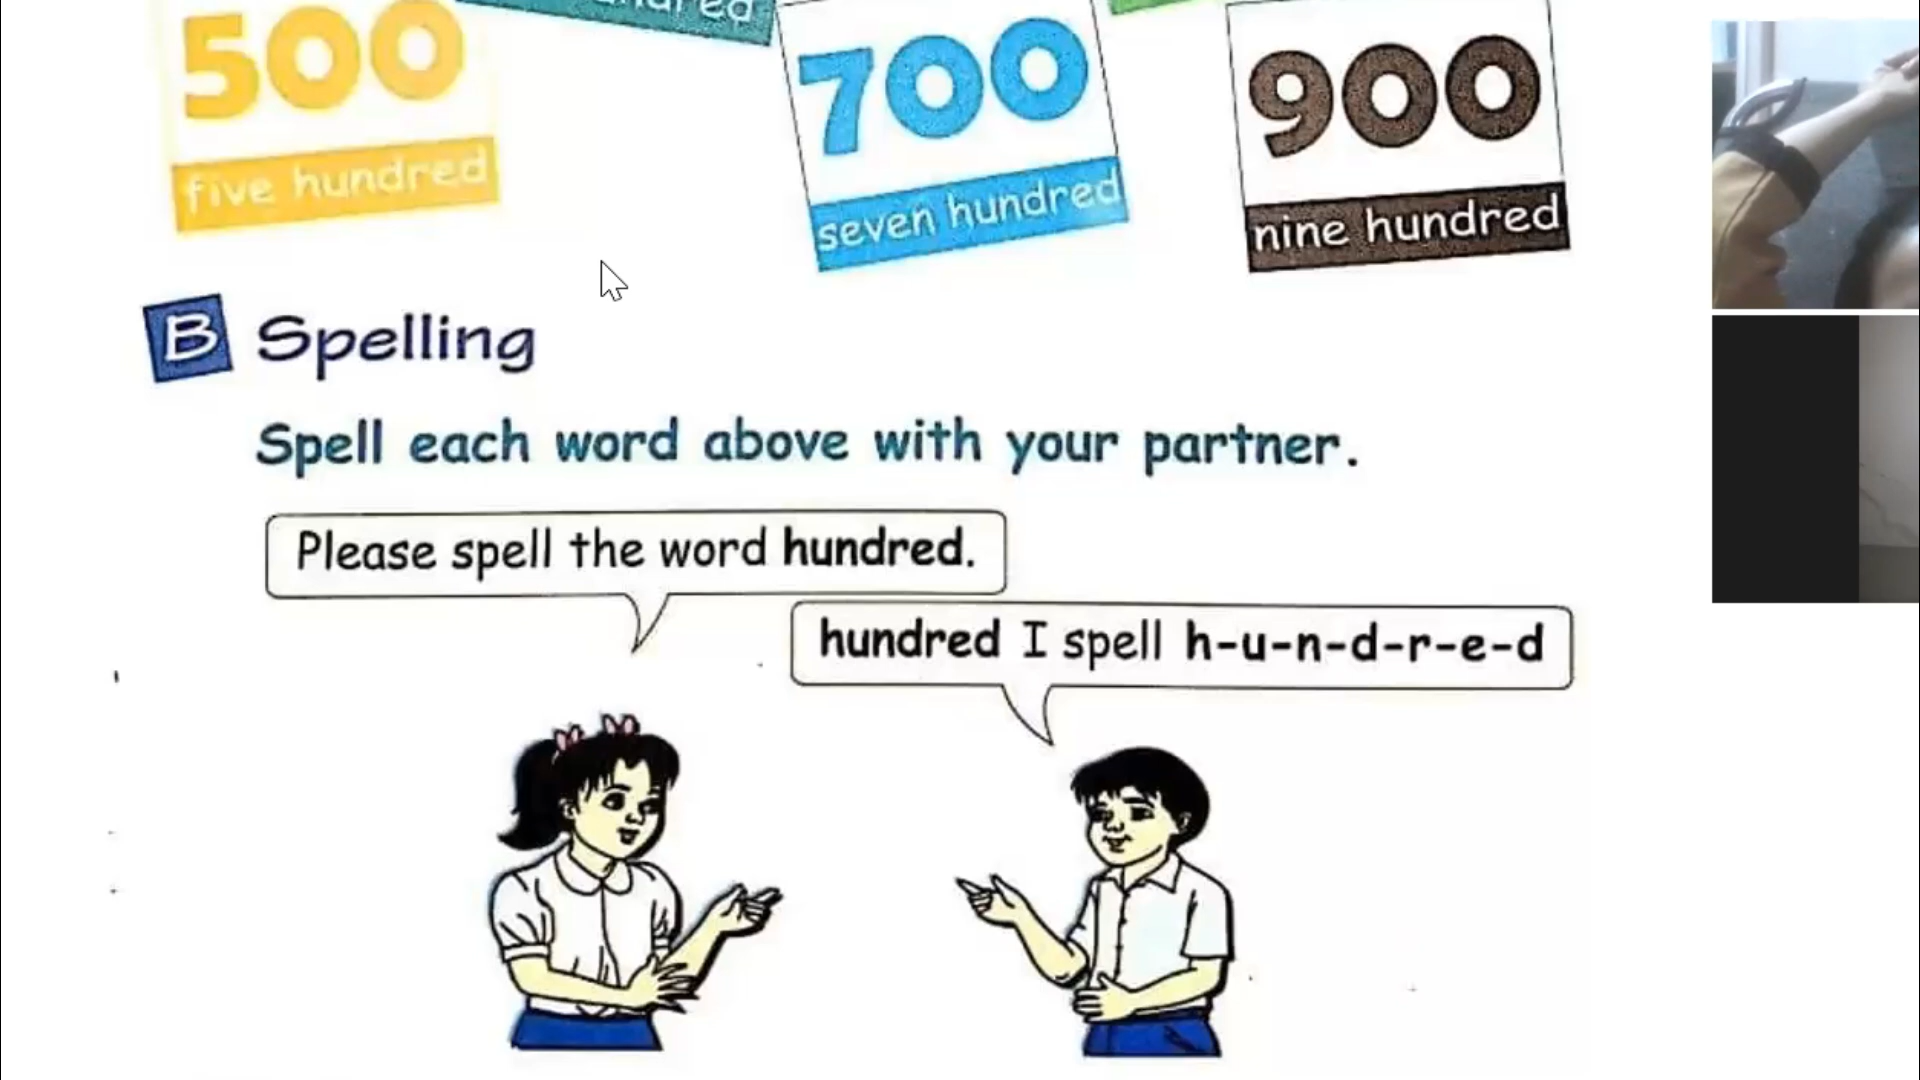 500
five hundred
700
seven hundred
900
nine hundred
B Spelling
Spell each word above with your partner.
Please spell the word hundred.
hundred I spell h-u-n-d-r-e-d